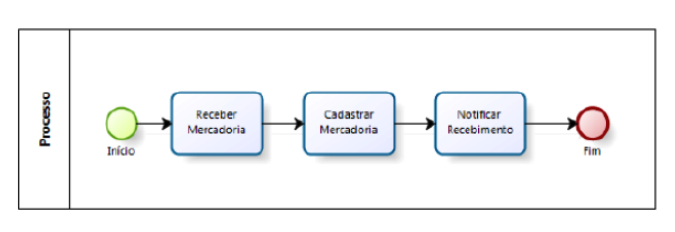 Processo
Início
Receber
Mercadoria
Cadastrar
Mercadoria
Notificar
Recebimento
Fim